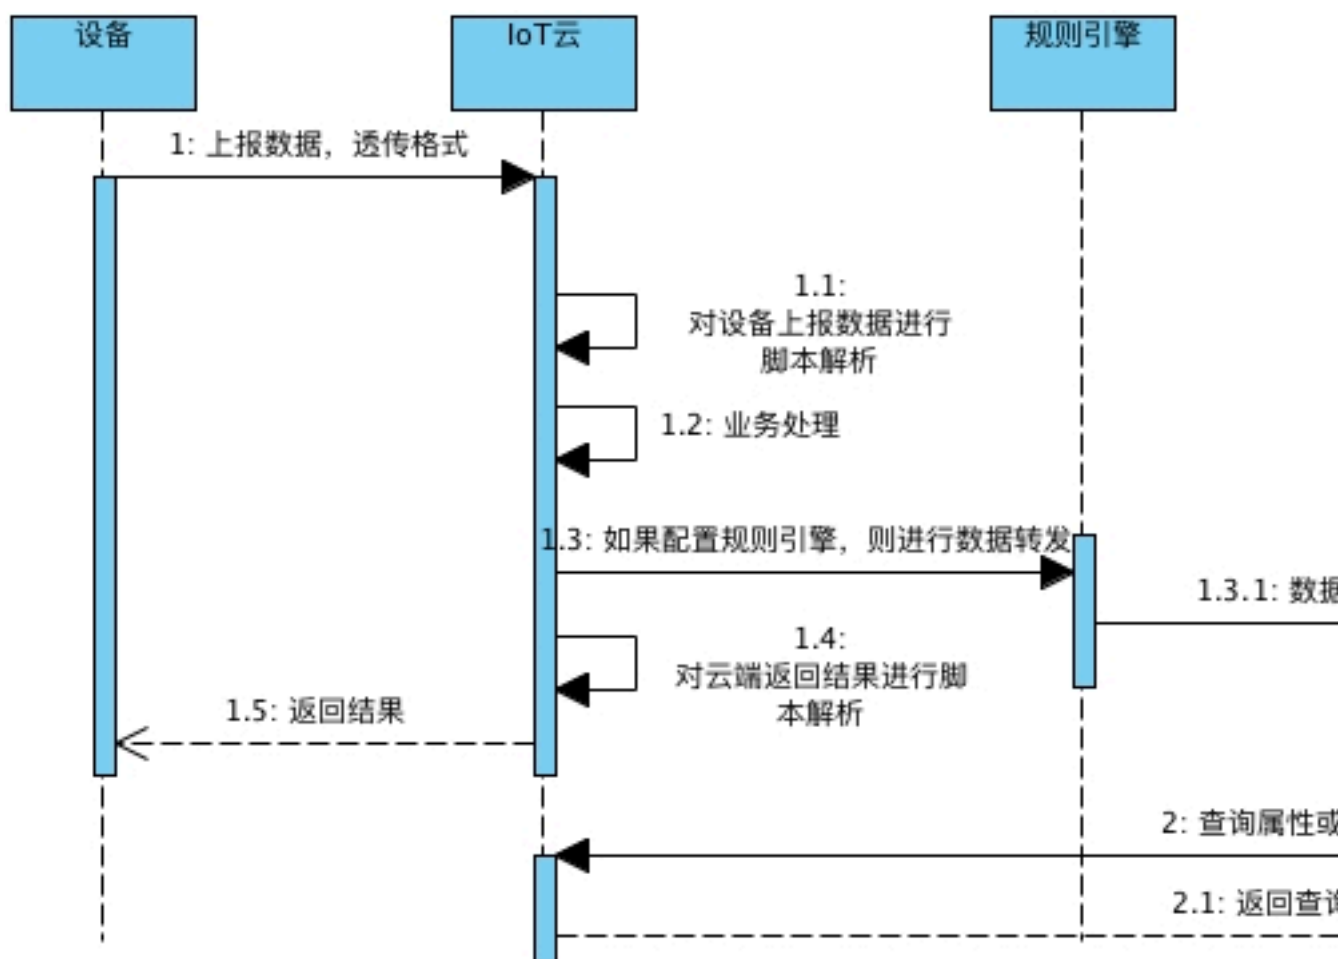 设备
IoT云
规则引擎
1: 上报数据，透传格式
1.1:
对设备上报数据进行
脚本解析
1.2: 业务处理
1.3: 如果配置规则引擎，则进行数据转发
1.3.1: 数据
1.4:
对云端返回结果进行脚
本解析
1.5: 返回结果
2: 查询属性或
2.1: 返回查询